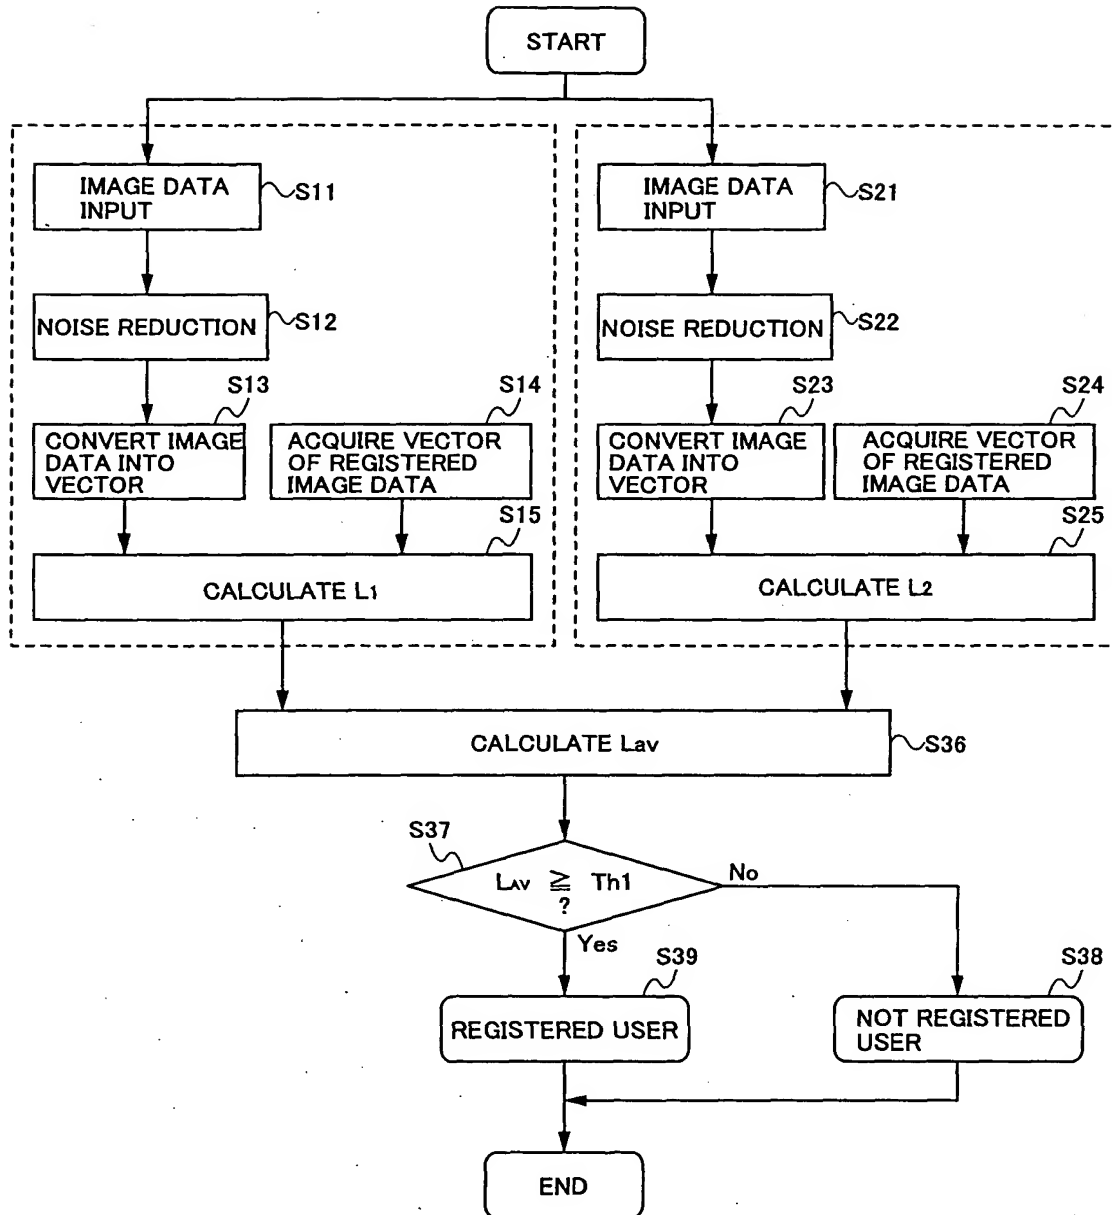 START
IMAGE DATA
INPUT
S11
IMAGE DATA
INPUT
S21
NOISE REDUCTION
S12
NOISE REDUCTION
S22
S13
S14
S23
S24
CONVERT IMAGE
DATA INTO
VECTOR
ACQUIRE VECTOR
OF REGISTERED
IMAGE DATA
CONVERT IMAGE
DATA INTO
VECTOR
ACQUIRE VECTOR
OF REGISTERED
IMAGE DATA
S15
S25
CALCULATE L1
CALCULATE L2
CALCULATE Lav
S36
S37
LAV ≧ Th1
?
No
Yes
S39
S38
REGISTERED USER
NOT REGISTERED
USER
END